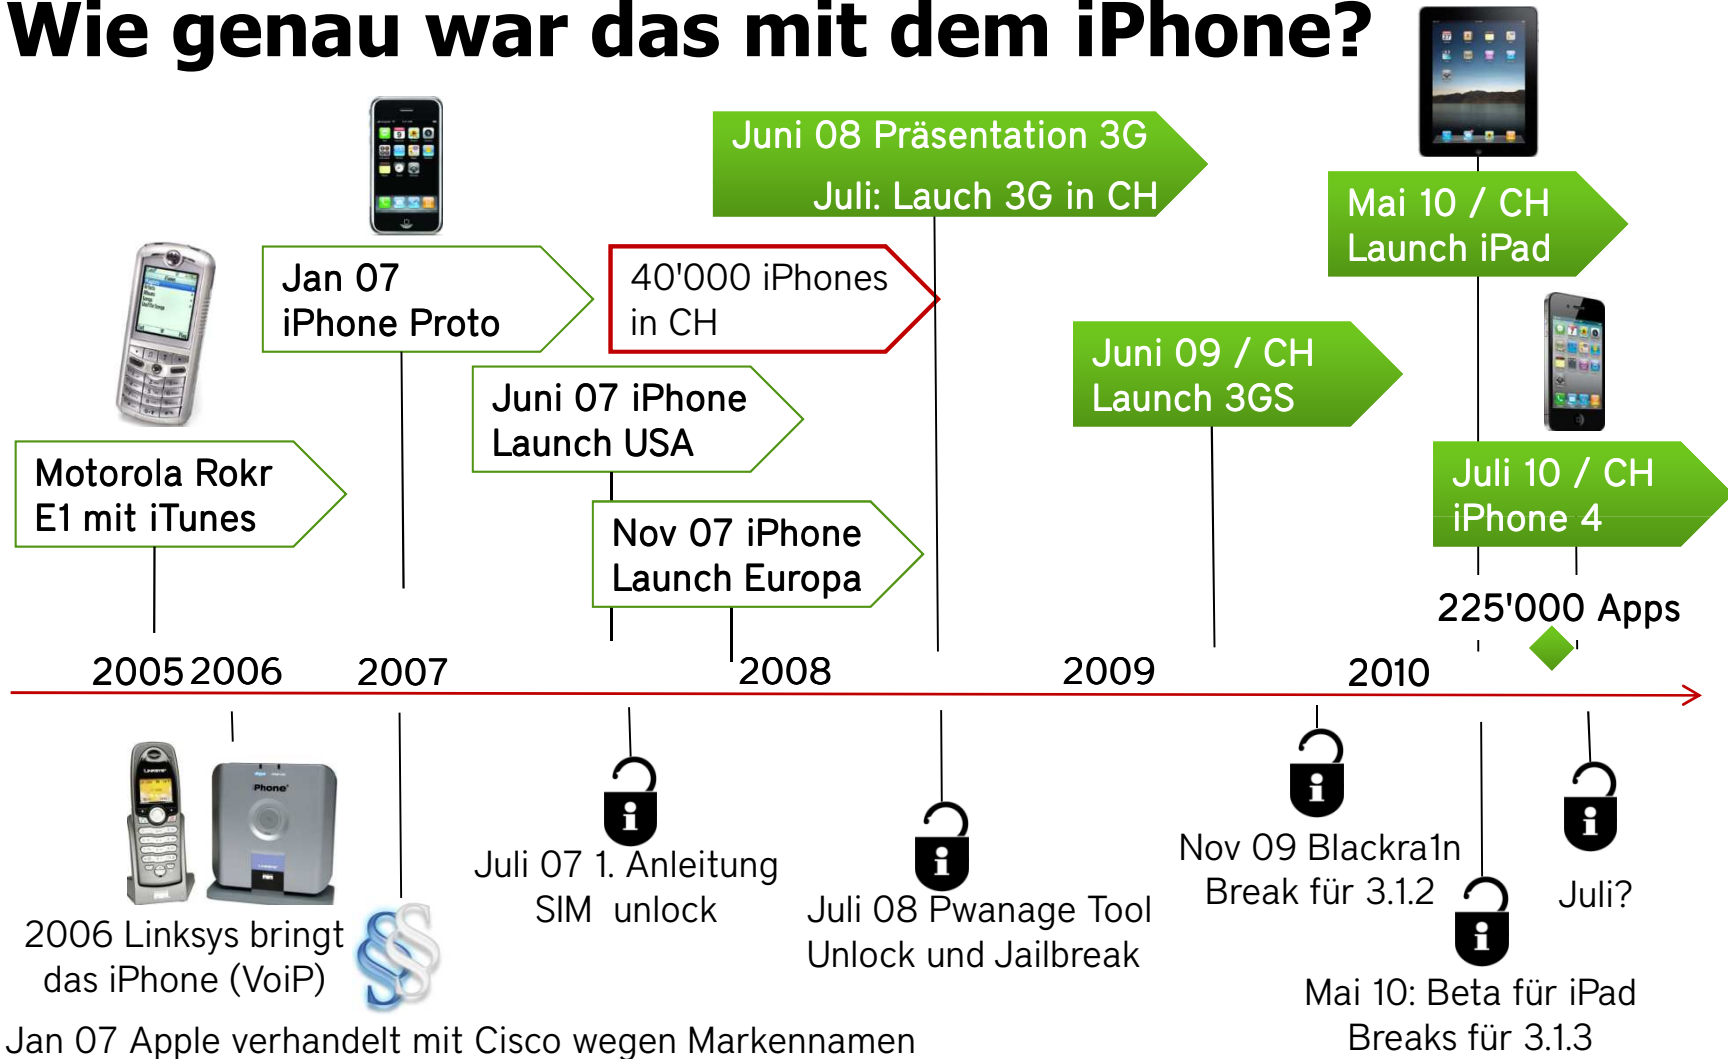 Wie genau war das mit dem iPhone?
Juni 08 Präsentation 3G
Juli: Lauch 3G in CH
Mai 10 / CH
Launch iPad
Jan 07
iPhone Proto
40'000 iPhones
in CH
Juni 09 / CH
Launch 3GS
Juni 07 iPhone
Launch USA
Motorola Rokr
E1 mit iTunes
Juli 10 / CH
iPhone 4
Nov 07 iPhone
Launch Europa
225'000 Apps
2005 2006 2007 2008 2009 2010
iPhone
Juli 07 1. Anleitung
SIM unlock
Juli 08 Pwanage Tool
Unlock und Jailbreak
Nov 09 Blackra1n
Break für 3.1.2
Juli?
2006 Linksys bringt
das iPhone (VoiP)
Mai 10: Beta für iPad
Breaks für 3.1.3
Jan 07 Apple verhandelt mit Cisco wegen Markennamen